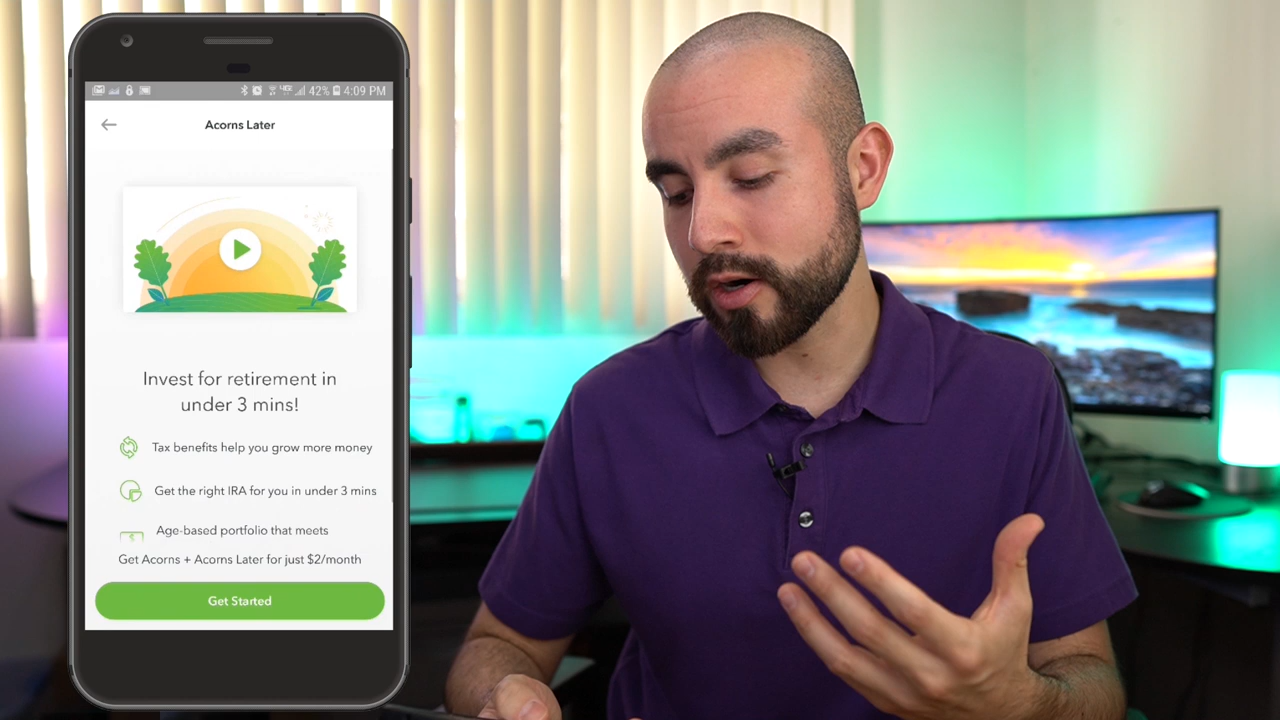 42% 4:09 PM
Acorns Later
Invest for retirement in
under 3 mins!
Tax benefits help you grow more money
Get the right IRA for you in under 3 mins
Age-based portfolio that meets
Get Acorns + Acorns Later for just $2/month
Get Started